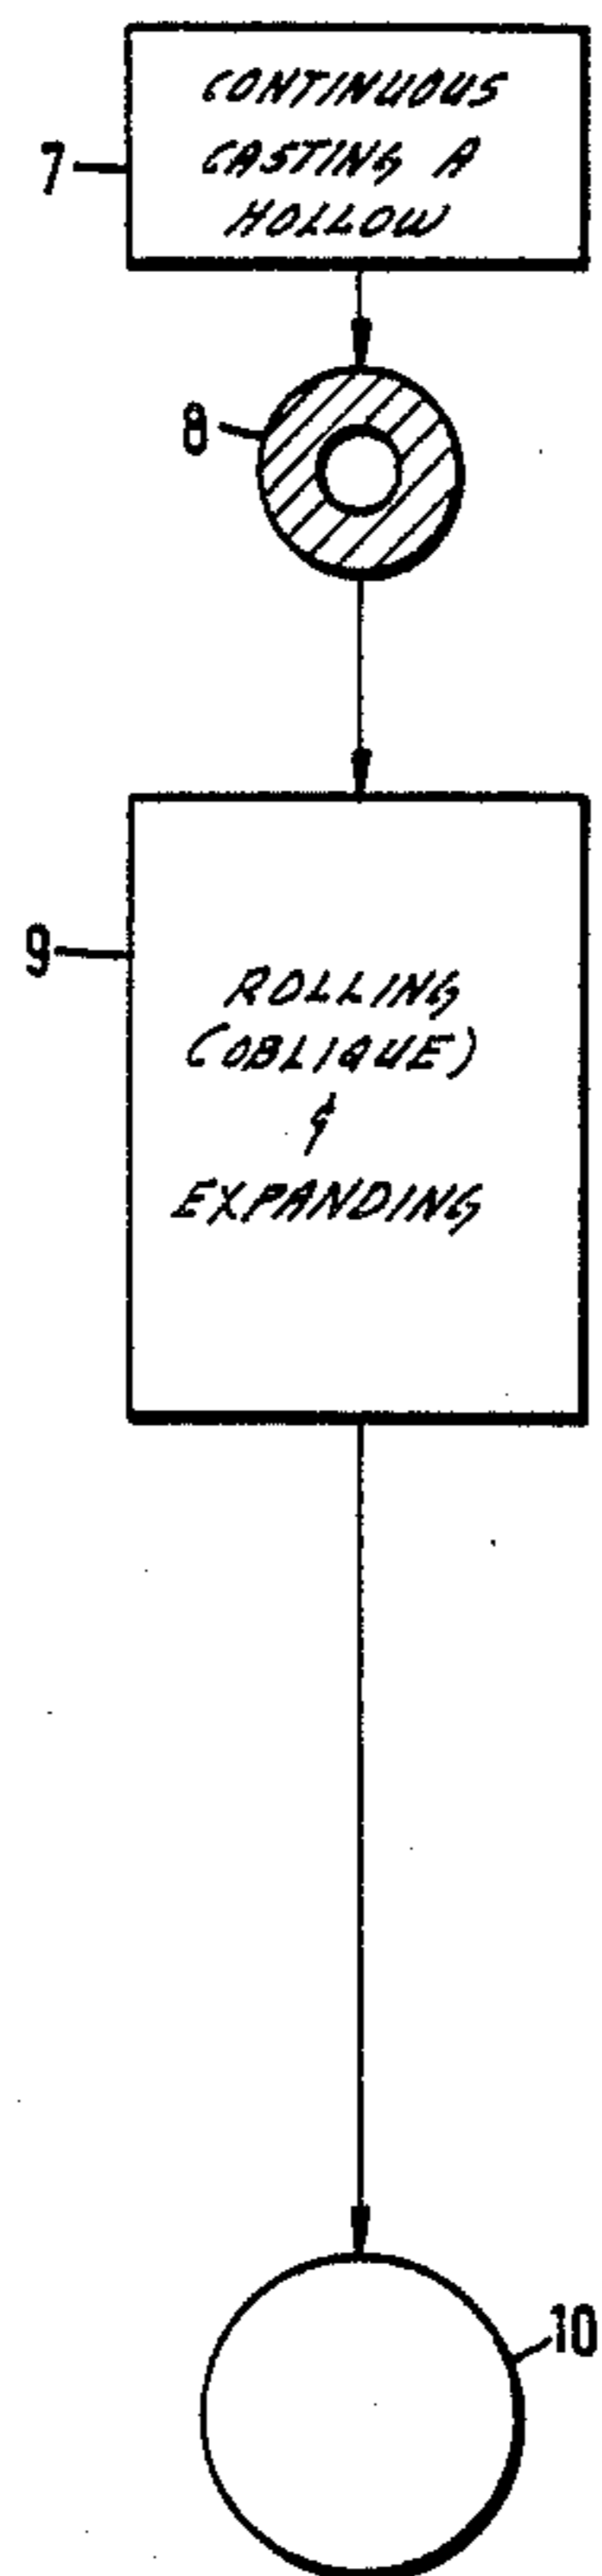 CONTINUOUS
7
CASTING A
HOLLOW
8
9
ROLLING
(OBLIQUE)
&
EXPANDING
10